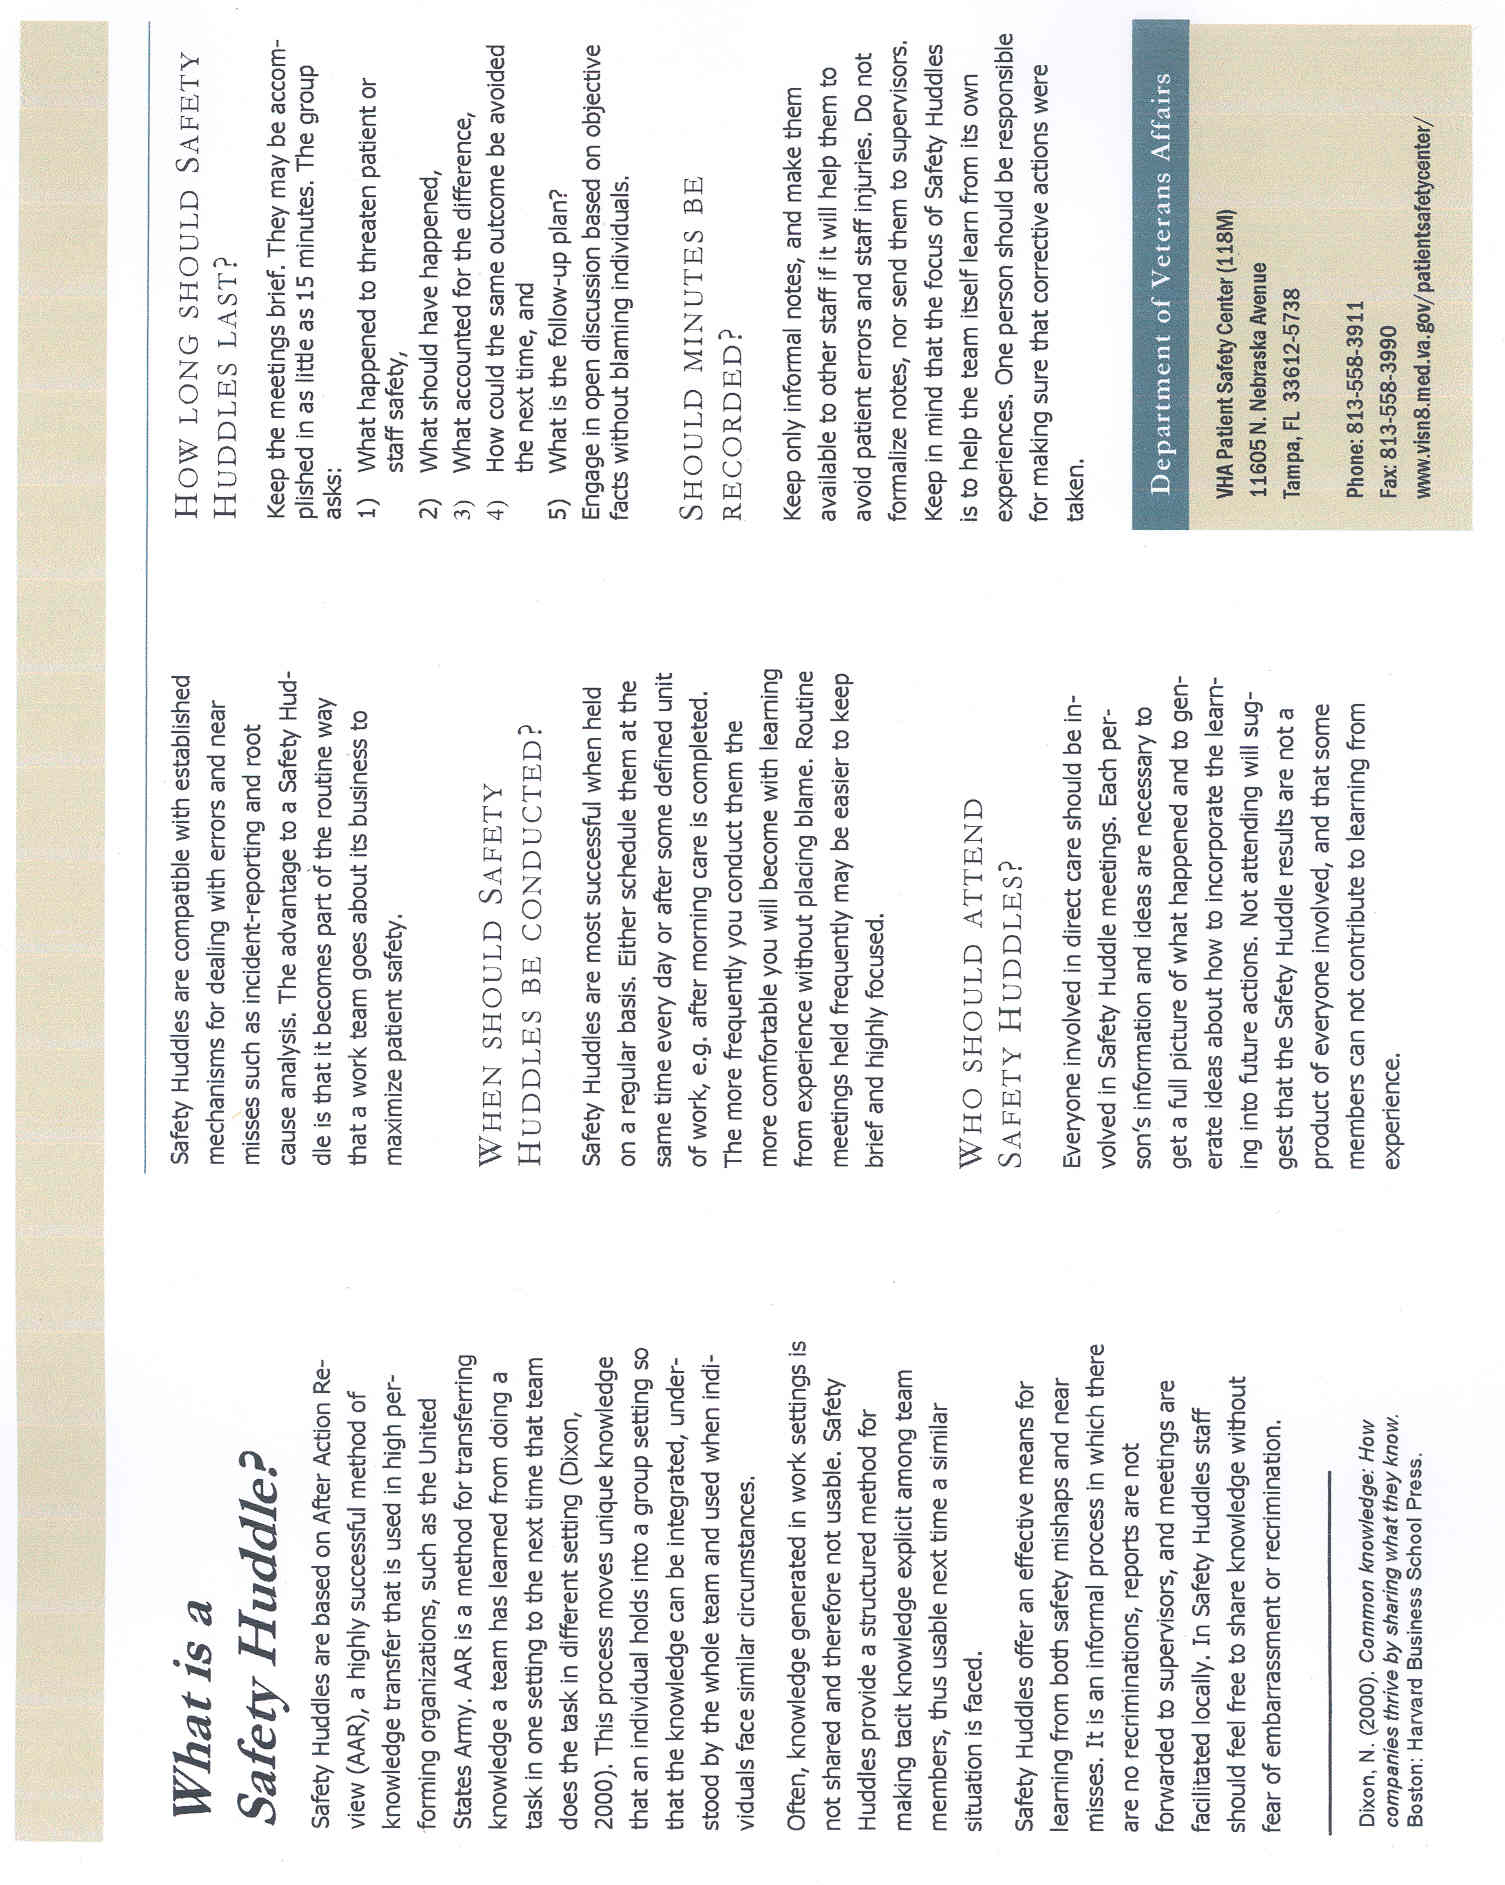 What is a
Safety Huddle?
Safety Huddles are based on After Action Re-
view (AAR), a highly successful method of
knowledge transfer that is used in high per-
forming organizations, such as the United
States Army. AAR is a method for transferring
knowledge a team has learned from doing a
task in one setting to the next time that team
does the task in different setting (Dixon,
2000). This process moves unique knowledge
that an individual holds into a group setting so
that the knowledge can be integrated, under-
stood by the whole team and used when indi-
viduals face similar circumstances.
Often, knowledge generated in work settings is
not shared and therefore not usable. Safety
Huddles provide a structured method for
making tacit knowledge explicit among team
members, thus usable next time a similar
situation is faced.
Safety Huddles offer an effective means for
learning from both safety mishaps and near
misses. It is an informal process in which there
are no recriminations, reports are not
forwarded to supervisors, and meetings are
facilitated locally. In Safety Huddles staff
should feel free to share knowledge without
fear of embarrassment or recrimination.
Dixon, N. (2000). Common knowledge: How
companies thrive by sharing what they know.
Boston: Harvard Business School Press.
Safety Huddles are compatible with established
mechanisms for dealing with errors and near
misses such as incident-reporting and root
cause analysis. The advantage to a Safety Hud-
dle is that it becomes part of the routine way
that a work team goes about its business to
maximize patient safety.
WHEN SHOULD SAFETY
HUDDLES BE CONDUCTED?
Safety Huddles are most successful when held
on a regular basis. Either schedule them at the
same time every day or after some defined unit
of work, e.g. after morning care is completed.
The more frequently you conduct them the
more comfortable you will become with learning
from experience without placing blame. Routine
meetings held frequently may be easier to keep
brief and highly focused.
WHO SHOULD ATTEND
SAFETY HUDDLES?
Everyone involved in direct care should be in-
volved in Safety Huddle meetings. Each per-
son's information and ideas are necessary to
get a full picture of what happened and to gen-
erate ideas about how to incorporate the learn-
ing into future actions. Not attending will sug-
gest that the Safety Huddle results are not a
product of everyone involved, and that some
members can not contribute to learning from
experience.
HOW LONG SHOULD SAFETY
HUDDLES LAST?
Keep the meetings brief. They may be accom-
plished in as little as 15 minutes. The group
asks:
1) What happened to threaten patient or
staff safety,
2) What should have happened,
3) What accounted for the difference,
4) How could the same outcome be avoided
the next time, and
5) What is the follow-up plan?
Engage in open discussion based on objective
facts without blaming individuals.
SHOULD MINUTES BE
RECORDED?
Keep only informal notes, and make them
available to other staff if it will help them to
avoid patient errors and staff injuries. Do not
formalize notes, nor send them to supervisors.
Keep in mind that the focus of Safety Huddles
is to help the team itself learn from its own
experiences. One person should be responsible
for making sure that corrective actions were
taken.
Department of Veterans Affairs
VHA Patient Safety Center (118M)
11605 N. Nebraska Avenue
Tampa, FL 33612-5738
Phone: 813-558-3911
Fax: 813-558-3990
www.visn8.med.va.gov/patientsafetycenter/